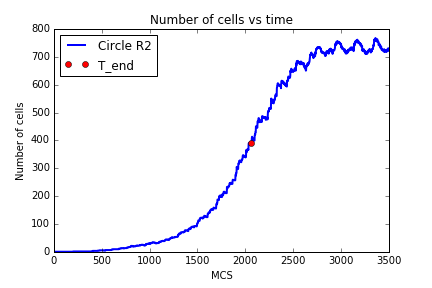 Number of cells vs time
Number of cells
800
700
600
500
400
300
200
100
0
Circle R2
T_end
0 500 1000 1500 2000 2500 3000 3500
MCS